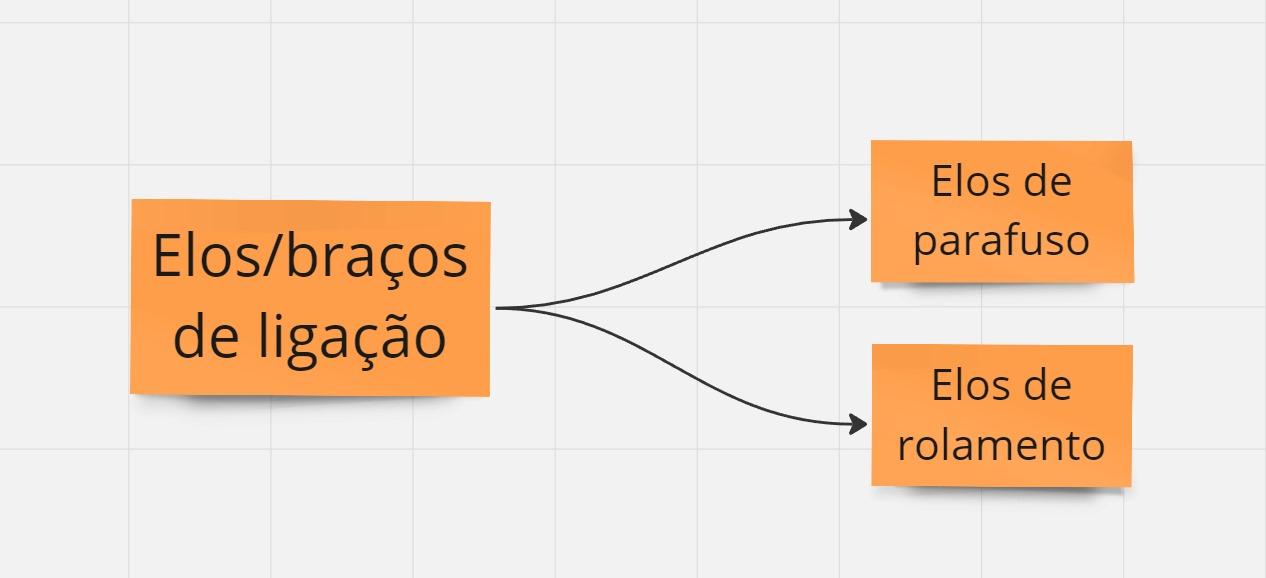 Elos/braços
de ligação
Elos de
parafuso
Elos de
rolamento